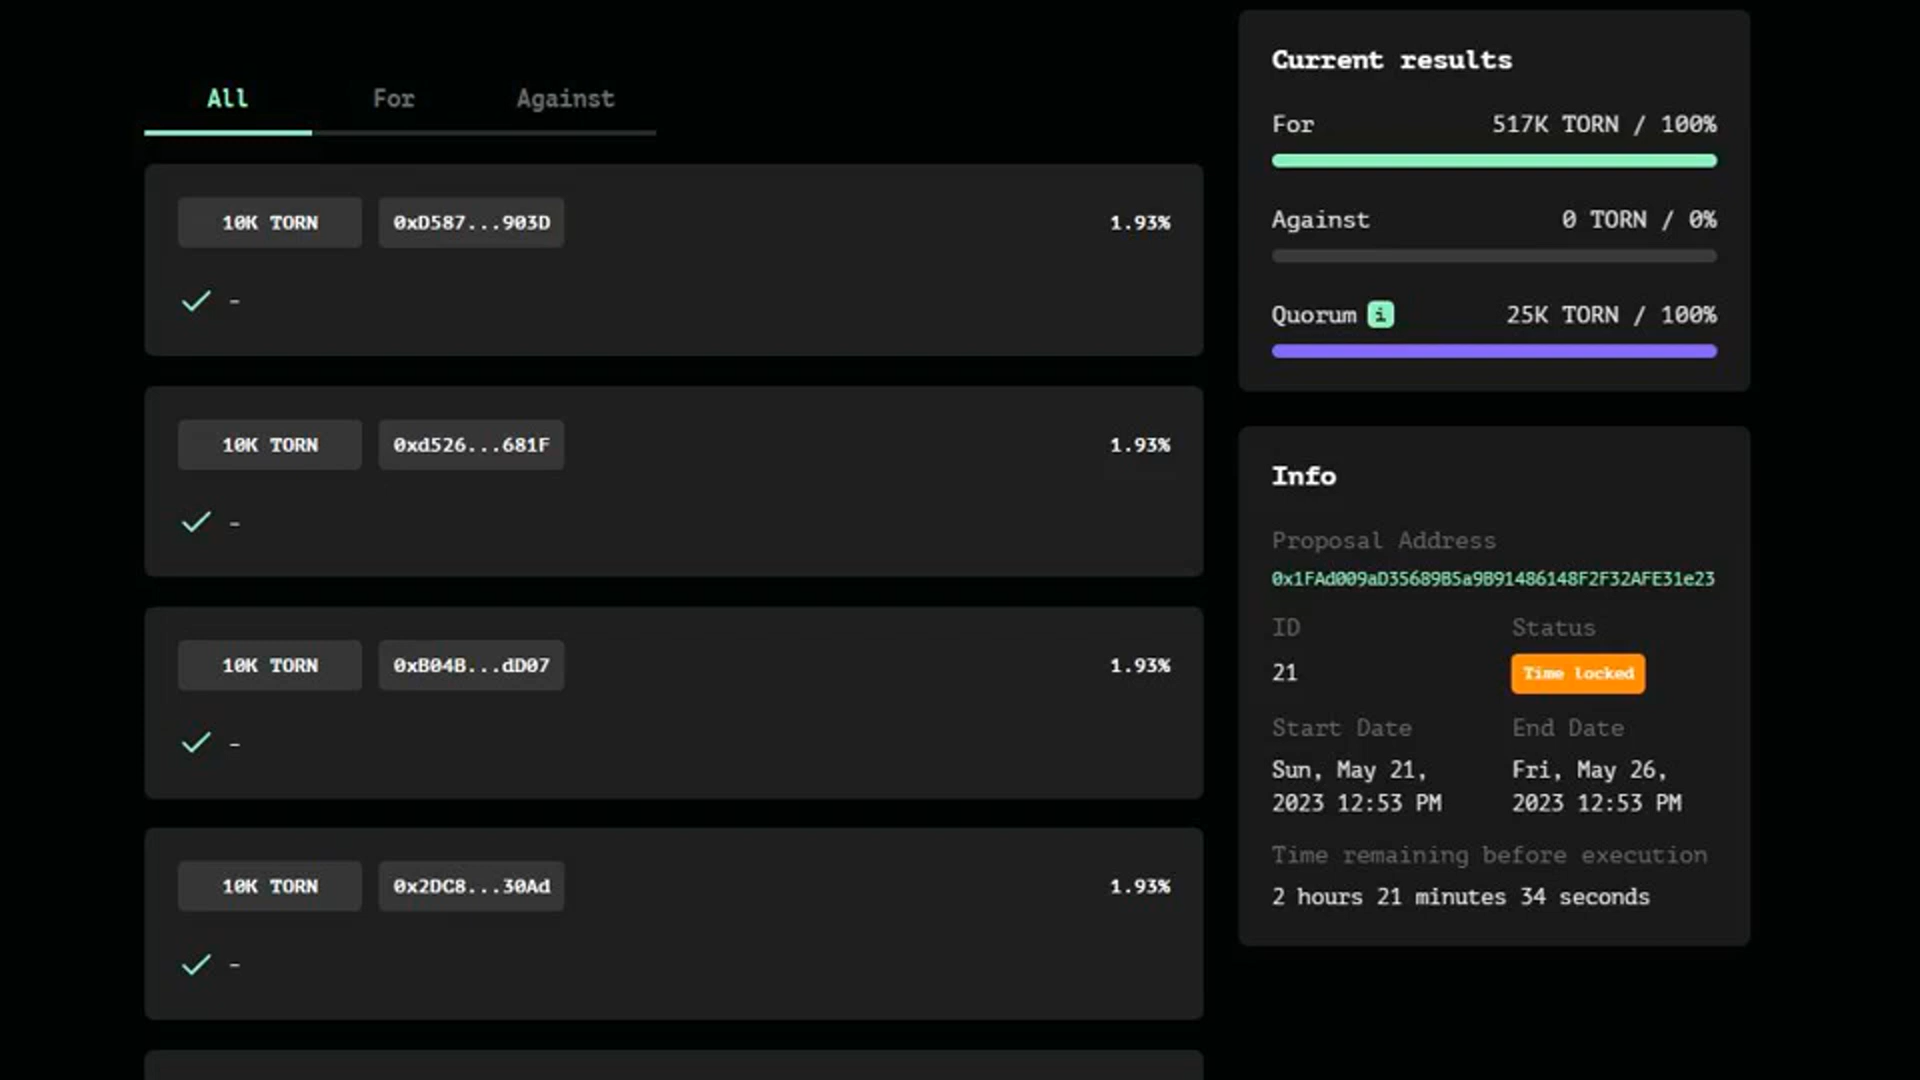 All For Against
10K TORN 0xD587...903D 1.93%
-
10K TORN 0xd526...681F 1.93%
-
10K TORN 0xB04B...dD07 1.93%
-
10K TORN 0x2DC8...30Ad 1.93%
-
Current results
For 517K TORN / 100%
Against 0 TORN / 0%
Quorum i 25K TORN / 100%
Info
Proposal Address
0x1FAd009aD35689B5a9B91486148F2F32AFE31e23
ID Status
21 Time locked
Start Date End Date
Sun, May 21, Fri, May 26,
2023 12:53 PM 2023 12:53 PM
Time remaining before execution
2 hours 21 minutes 34 seconds